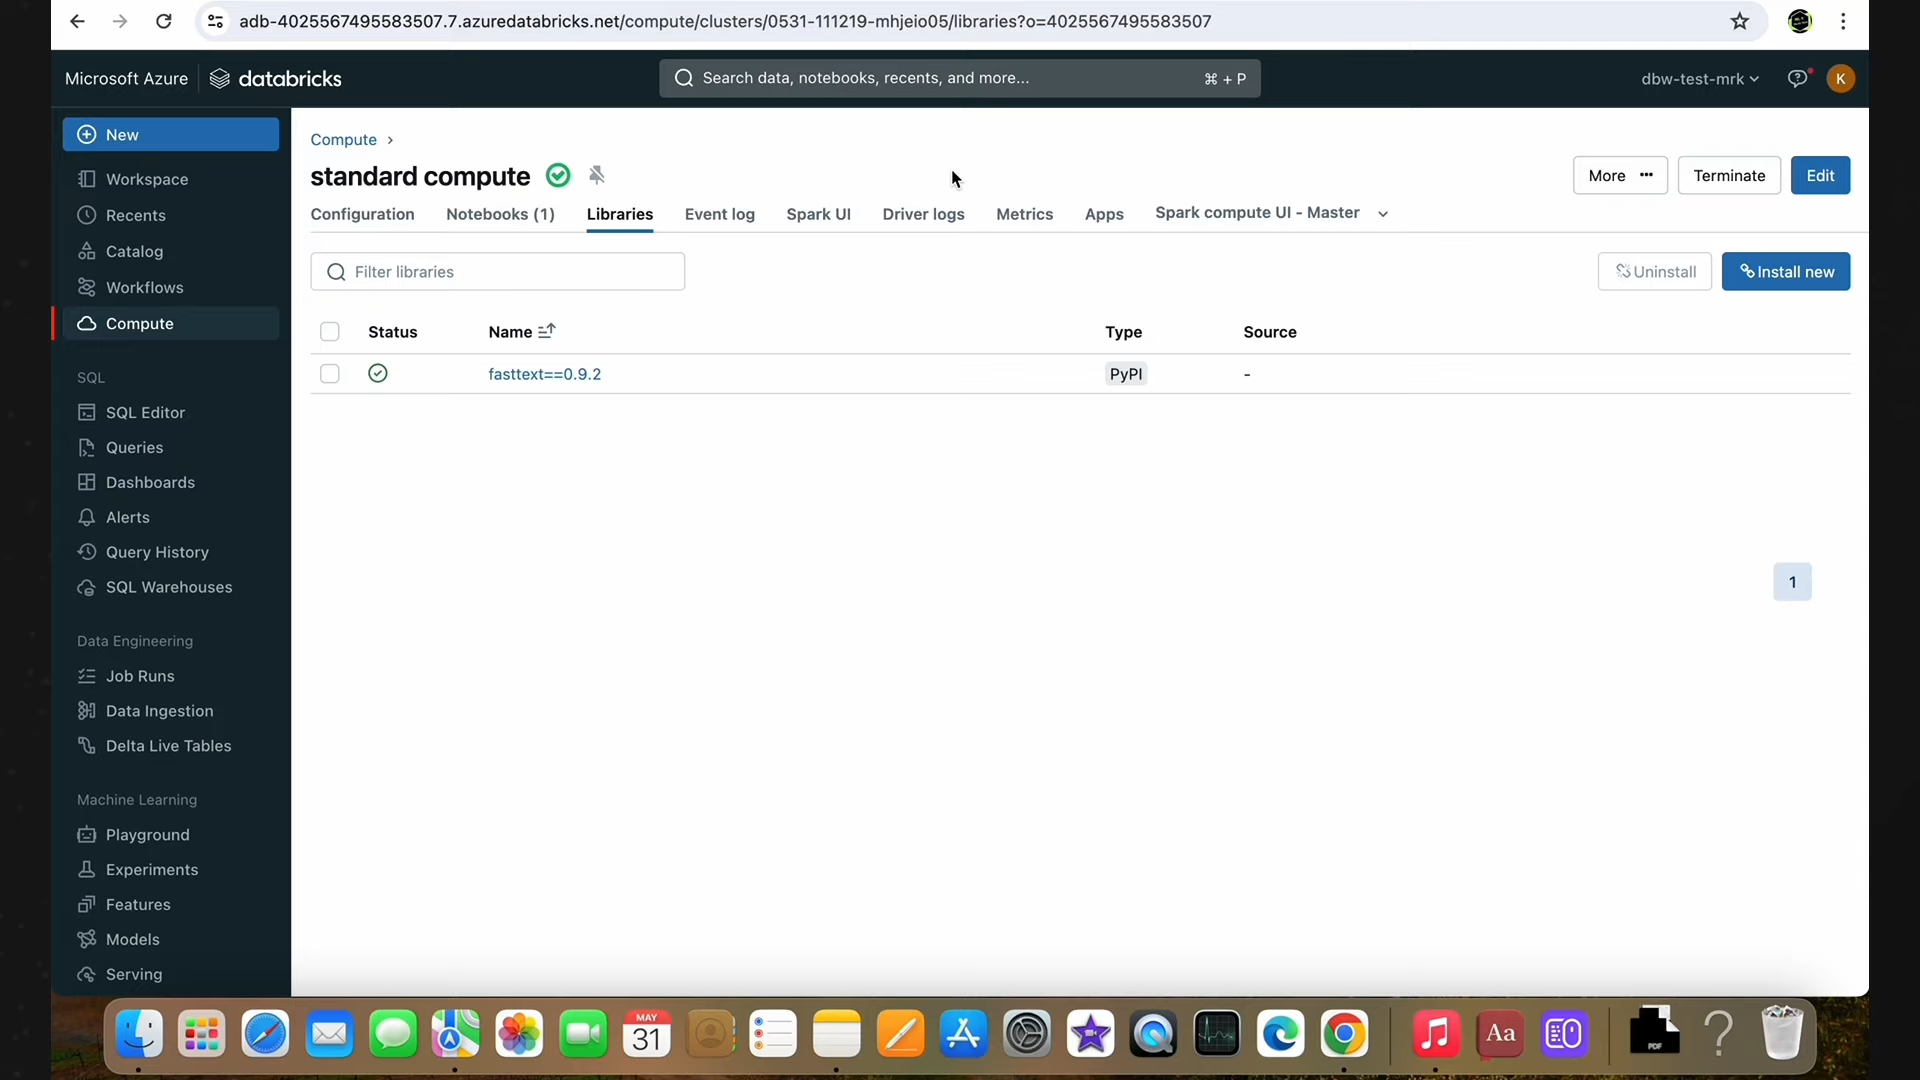 adb-4025567495583507.7.azuredatabricks.net/compute/clusters/0531-111219-mhjeio05/libraries?o=4025567495583507
Microsoft Azure databricks
Search data, notebooks, recents, and more... ⌘ + P
dbw-test-mrk
K
New
Workspace
Recents
Catalog
Workflows
Compute
SQL
SQL Editor
Queries
Dashboards
Alerts
Query History
SQL Warehouses
Data Engineering
Job Runs
Data Ingestion
Delta Live Tables
Machine Learning
Playground
Experiments
Features
Models
Serving
Compute ›
standard compute
More ··· Terminate Edit
Configuration Notebooks (1) Libraries Event log Spark UI Driver logs Metrics Apps Spark compute UI - Master
Filter libraries
Uninstall Install new
Status Name Type Source
fasttext==0.9.2 PyPI -
1
MAY
31
Aa
PDF
?